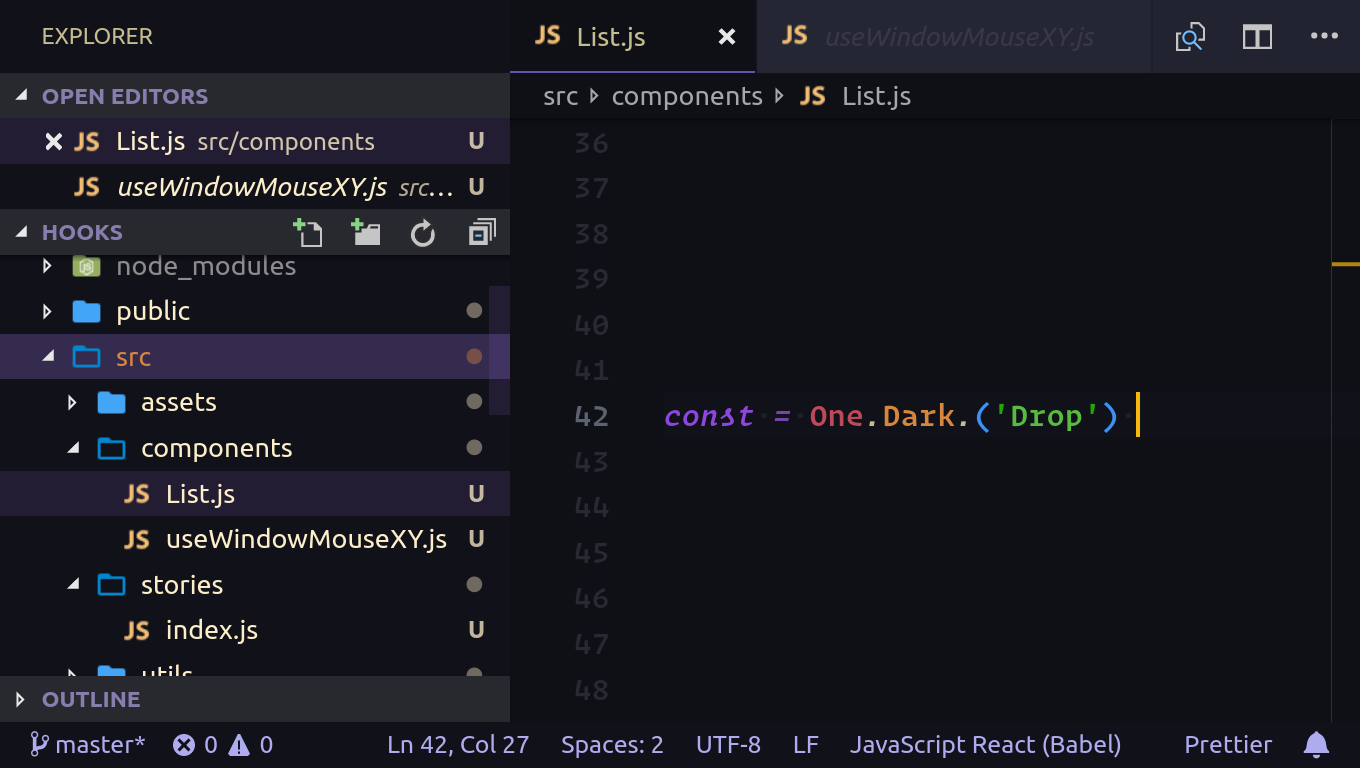 EXPLORER
OPEN EDITORS
JS List.js src/components U
JS useWindowMouseXY.js src... U
HOOKS
node_modules
public
src
assets
components
JS List.js U
JS useWindowMouseXY.js U
stories
JS index.js U
utils
OUTLINE
JS List.js
JS useWindowMouseXY.js
src components JS List.js
36
37
38
39
40
41
42 const = One.Dark.('Drop')
43
44
45
46
47
48
master* 0 0 Ln 42, Col 27 Spaces: 2 UTF-8 LF JavaScript React (Babel) Prettier